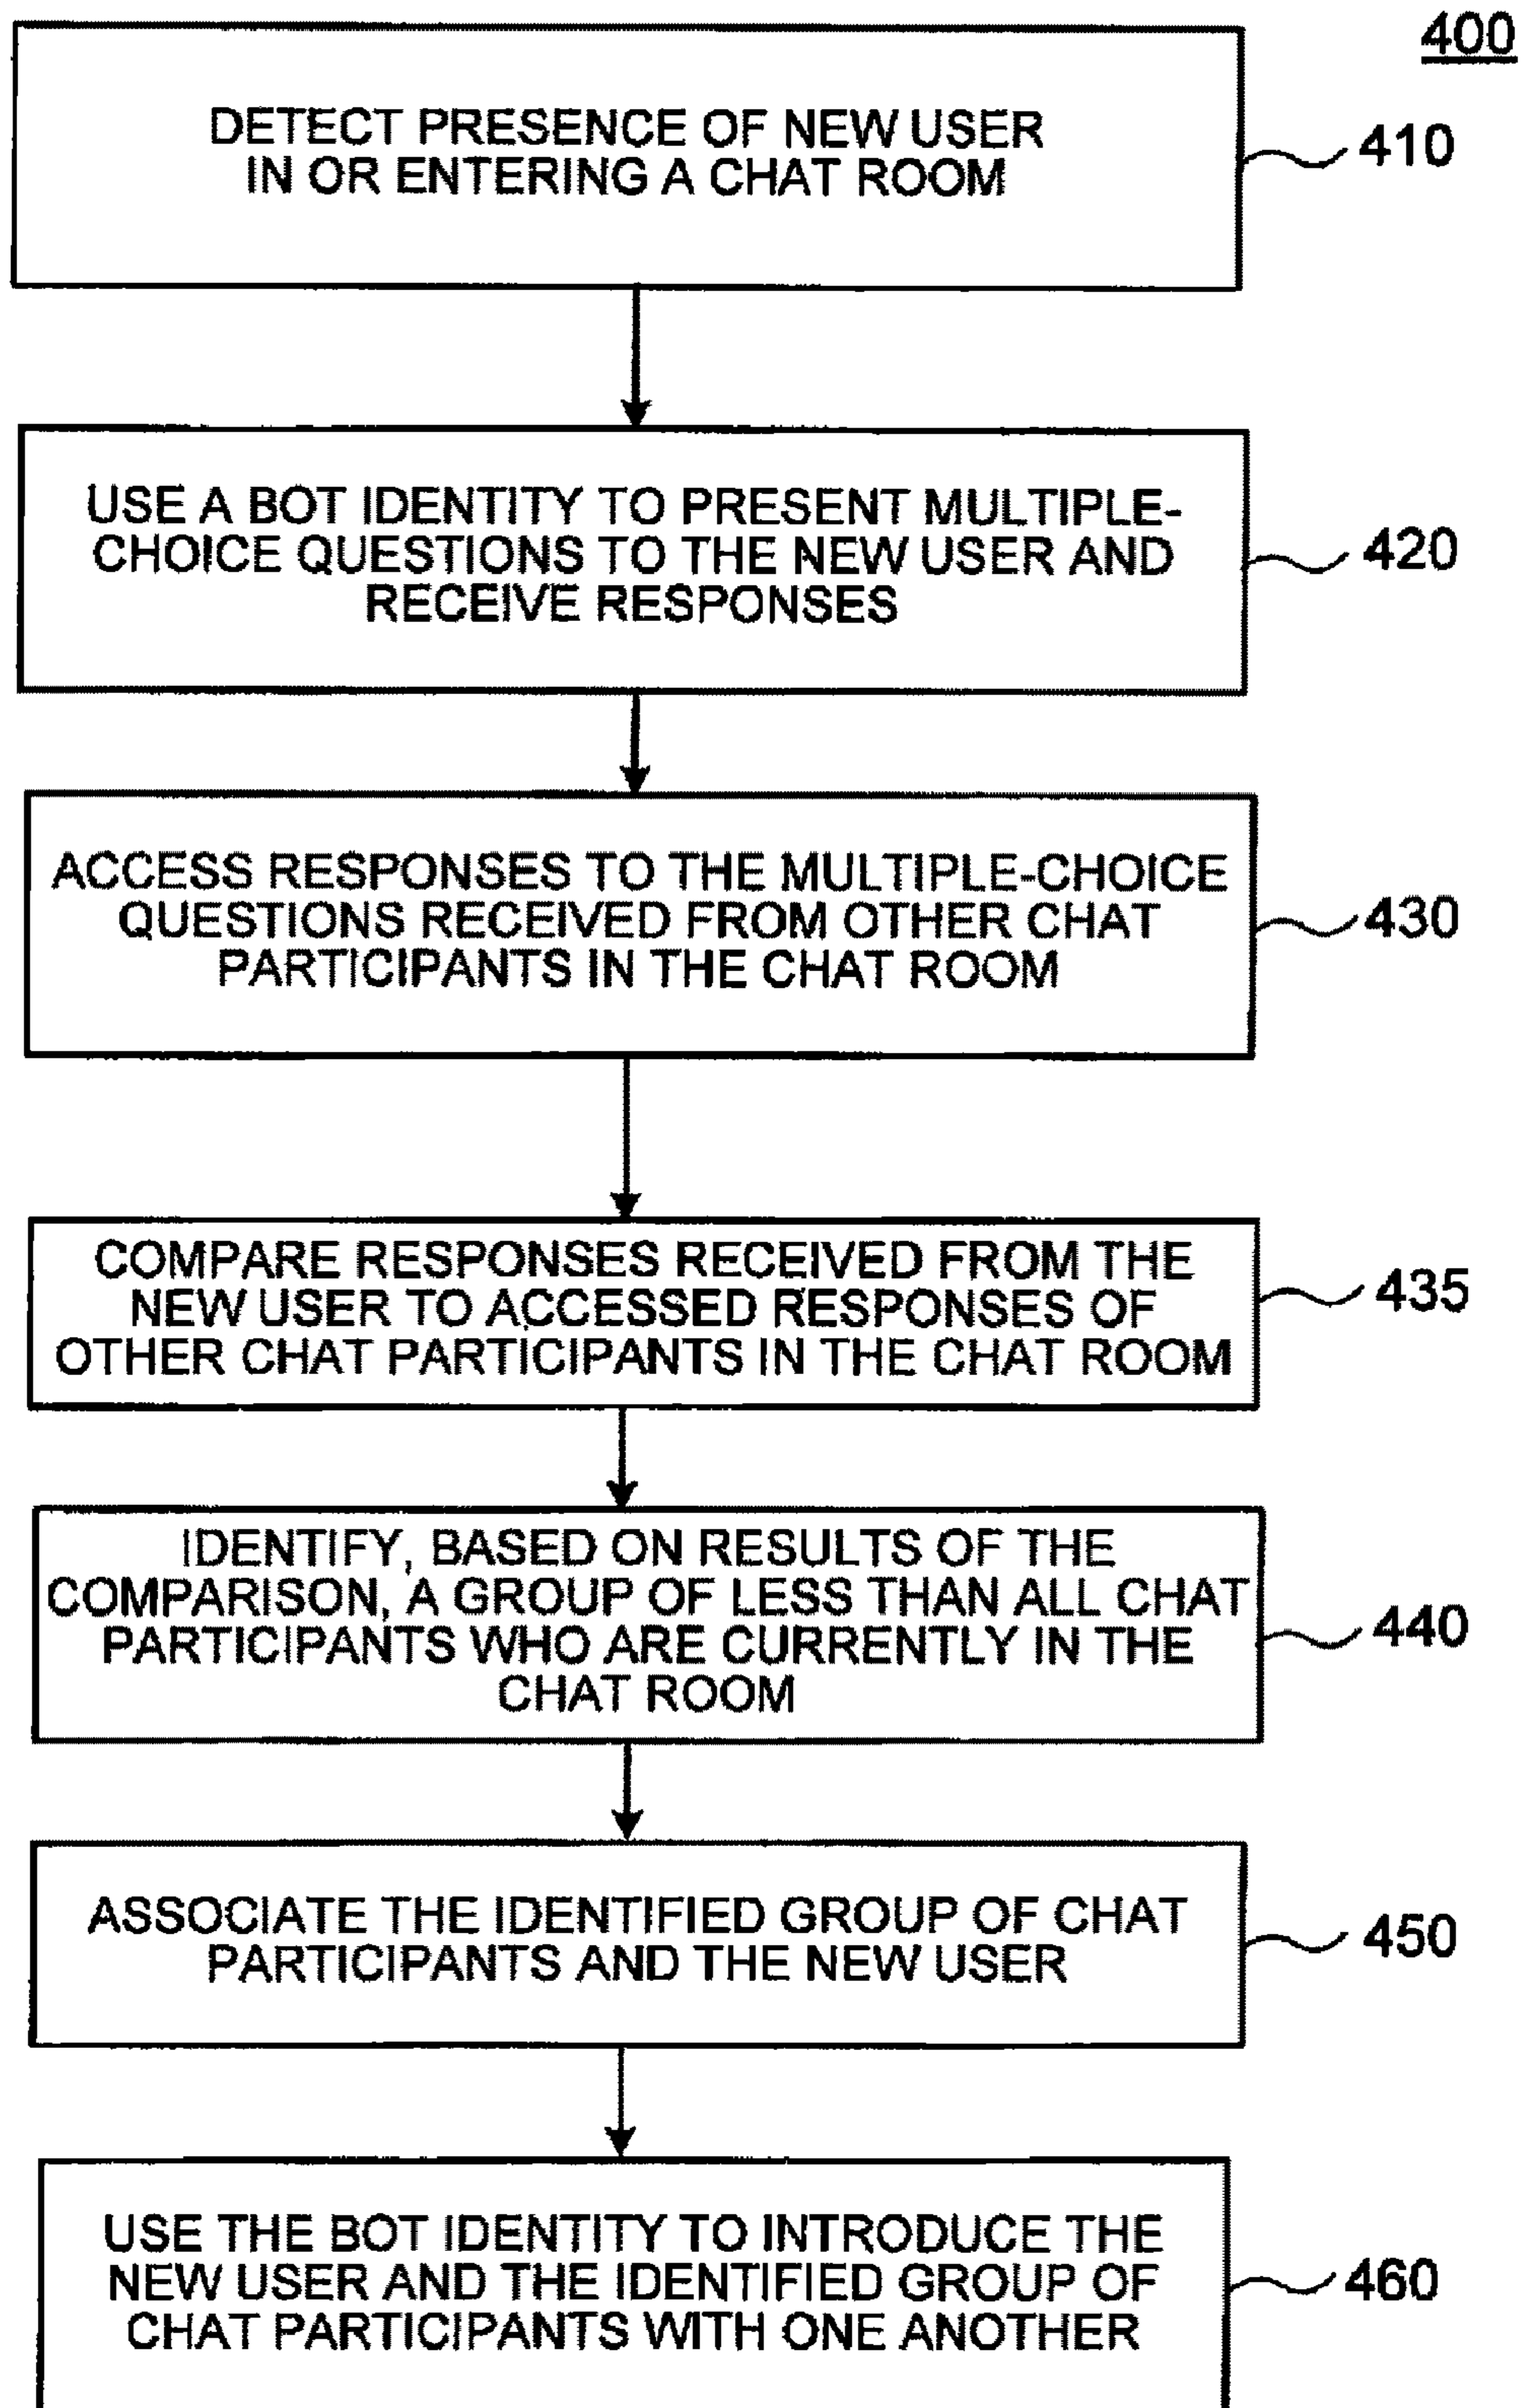 400
DETECT PRESENCE OF NEW USER
IN OR ENTERING A CHAT ROOM
410
USE A BOT IDENTITY TO PRESENT MULTIPLE-
CHOICE QUESTIONS TO THE NEW USER AND
RECEIVE RESPONSES
420
ACCESS RESPONSES TO THE MULTIPLE-CHOICE
QUESTIONS RECEIVED FROM OTHER CHAT
PARTICIPANTS IN THE CHAT ROOM
430
COMPARE RESPONSES RECEIVED FROM THE
NEW USER TO ACCESSED RESPONSES OF
OTHER CHAT PARTICIPANTS IN THE CHAT ROOM
435
IDENTIFY, BASED ON RESULTS OF THE
COMPARISON, A GROUP OF LESS THAN ALL CHAT
PARTICIPANTS WHO ARE CURRENTLY IN THE
CHAT ROOM
440
ASSOCIATE THE IDENTIFIED GROUP OF CHAT
PARTICIPANTS AND THE NEW USER
450
USE THE BOT IDENTITY TO INTRODUCE THE
NEW USER AND THE IDENTIFIED GROUP OF
CHAT PARTICIPANTS WITH ONE ANOTHER
460